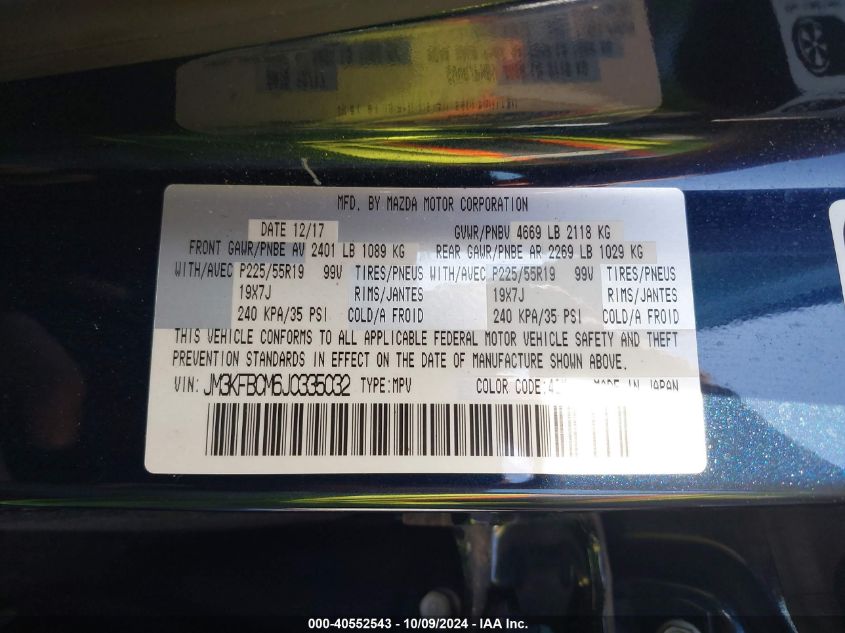 MFD. BY MAZDA MOTOR CORPORATION
DATE 12/17 GVWR/PNBV 4669 LB 2118 KG
FRONT GAWR/PNBE AV 2401 LB 1089 KG REAR GAWR/PNBE AR 2269 LB 1029 KG
WITH/AVEC P225/55R19 99V TIRES/PNEUS WITH/AVEC P225/55R19 99V TIRES/PNEUS
19X7J RIMS/JANTES 19X7J RIMS/JANTES
240 KPA/35 PSI COLD/A FROID 240 KPA/35 PSI COLD/A FROID
THIS VEHICLE CONFORMS TO ALL APPLICABLE FEDERAL MOTOR VEHICLE SAFETY AND THEFT
PREVENTION STANDARDS IN EFFECT ON THE DATE OF MANUFACTURE SHOWN ABOVE.
VIN: JM3KFBCM6J0335032 TYPE:MPV COLOR CODE: MADE IN JAPAN
000-40552543 - 10/09/2024 - IAA Inc.